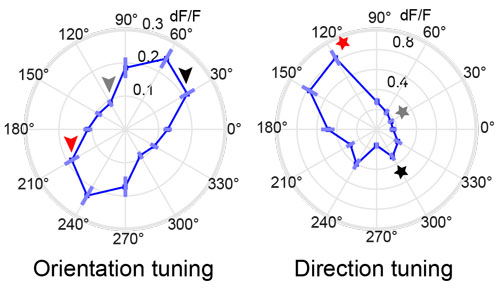 90° 0.3 dF/F
120° 60°
0.2
150° 30°
0.1
180° 0°
210° 330°
240° 300°
270°
Orientation tuning
90° dF/F
120° 0.8 60°
150° 0.4 30°
180° 0°
210° 330°
240° 300°
270°
Direction tuning